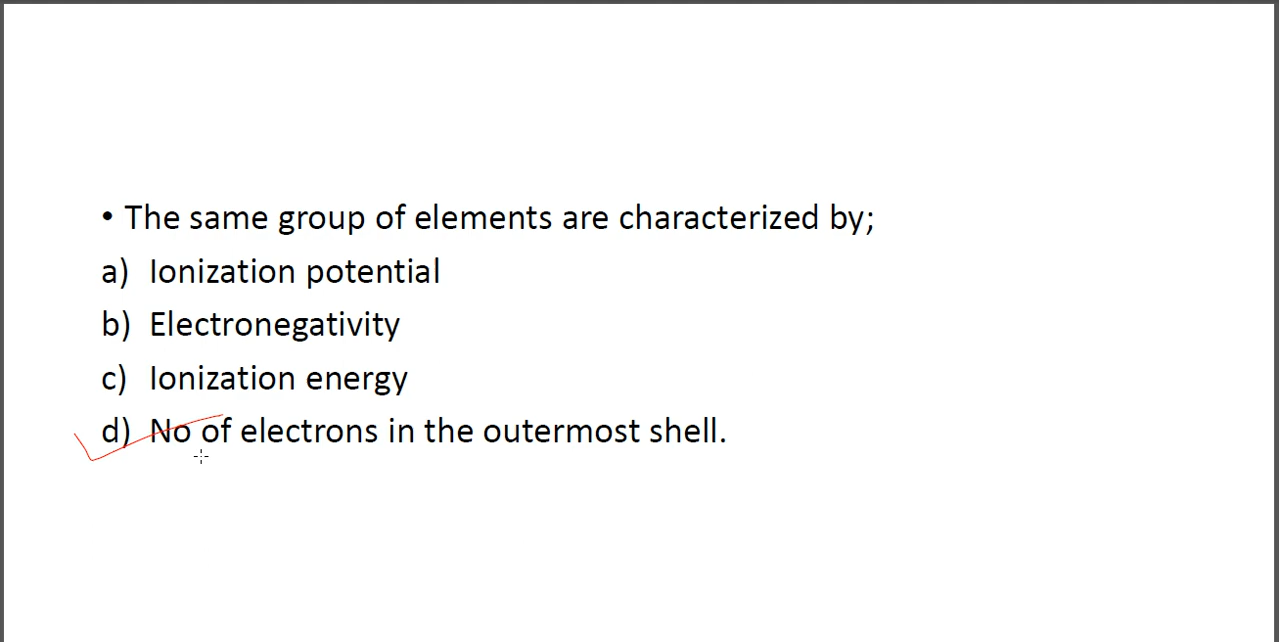 • The same group of elements are characterized by;
a) Ionization potential
b) Electronegativity
c) Ionization energy
d) No of electrons in the outermost shell.